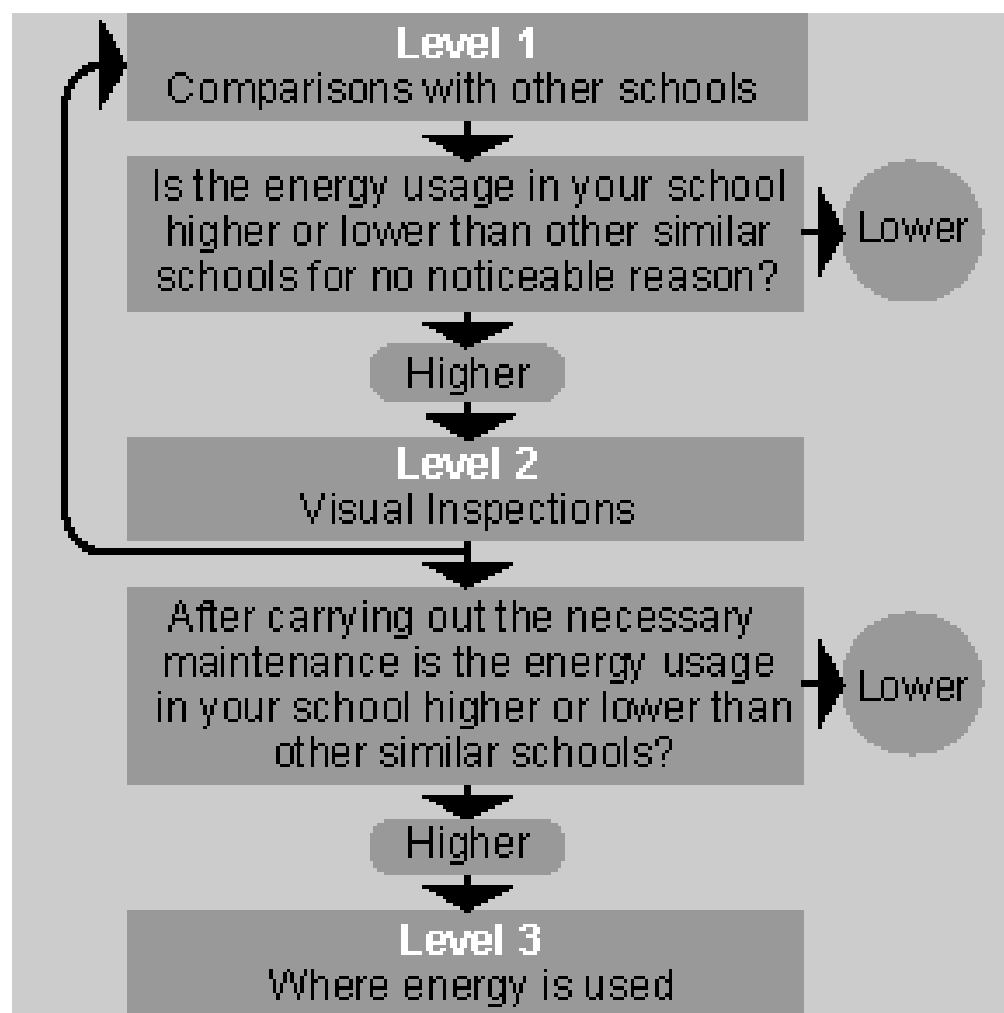 Level 1
Comparisons with other schools
Is the energy usage in your school
higher or lower than other similar
schools for no noticeable reason?
Lower
Higher
Level 2
Visual Inspections
After carrying out the necessary
maintenance is the energy usage
in your school higher or lower than
other similar schools?
Lower
Higher
Level 3
Where energy is used